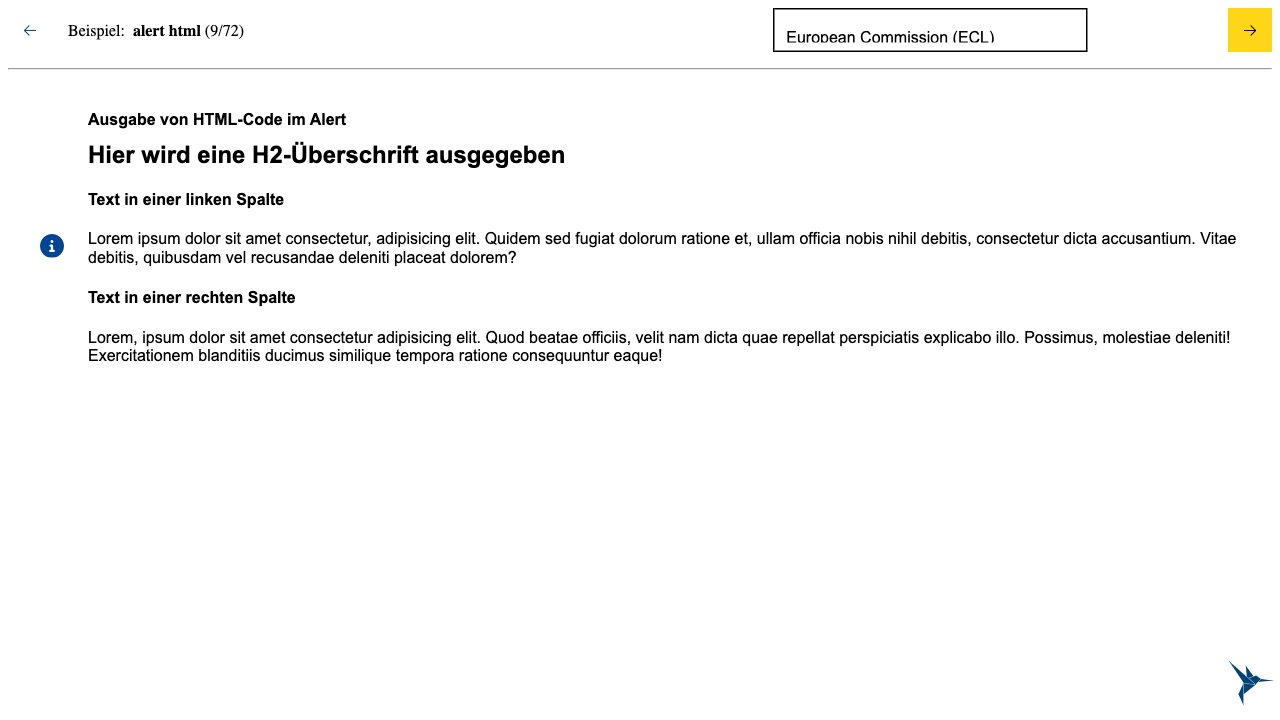 Beispiel: alert html (9/72)
European Commission (ECL)
Ausgabe von HTML-Code im Alert
Hier wird eine H2-Überschrift ausgegeben
Text in einer linken Spalte
Lorem ipsum dolor sit amet consectetur, adipisicing elit. Quidem sed fugiat dolorum ratione et, ullam officia nobis nihil debitis, consectetur dicta accusantium. Vitae
debitis, quibusdam vel recusandae deleniti placeat dolorem?
Text in einer rechten Spalte
Lorem, ipsum dolor sit amet consectetur adipisicing elit. Quod beatae officiis, velit nam dicta quae repellat perspiciatis explicabo illo. Possimus, molestiae deleniti!
Exercitationem blanditiis ducimus similique tempora ratione consequuntur eaque!